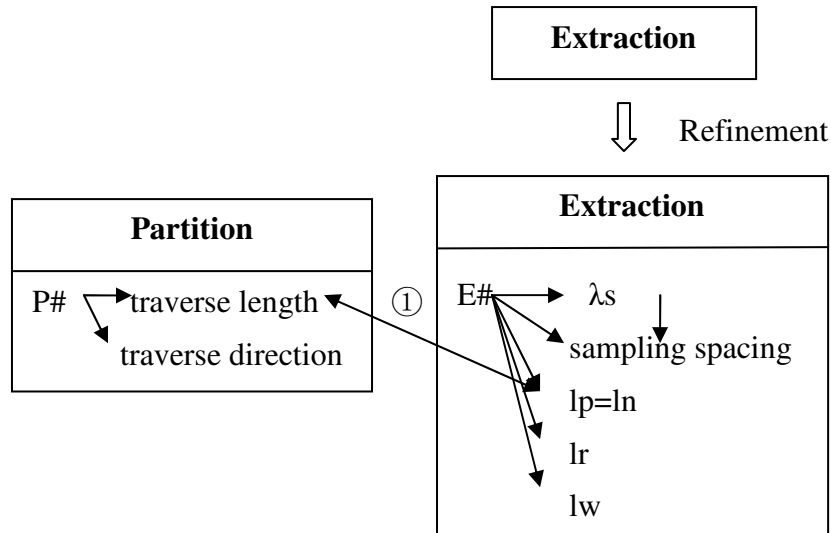 Extraction
Refinement
Partition
P# traverse length
traverse direction
①
Extraction
E# λs
sampling spacing
lp=ln
lr
lw